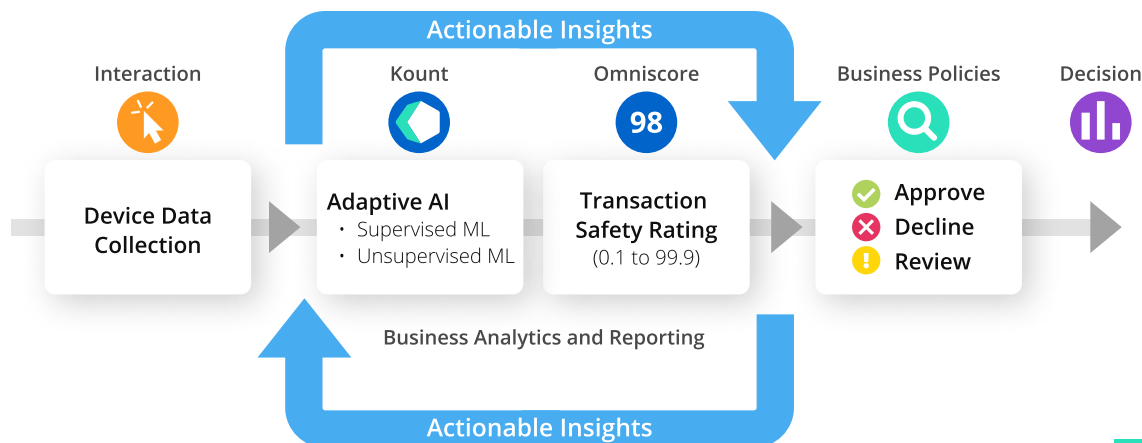 Actionable Insights
Interaction
Kount
Omniscore
Business Policies
Decision
98
Device Data
Collection
Adaptive AI
• Supervised ML
• Unsupervised ML
Transaction
Safety Rating
(0.1 to 99.9)
Approve
Decline
Review
Business Analytics and Reporting
Actionable Insights